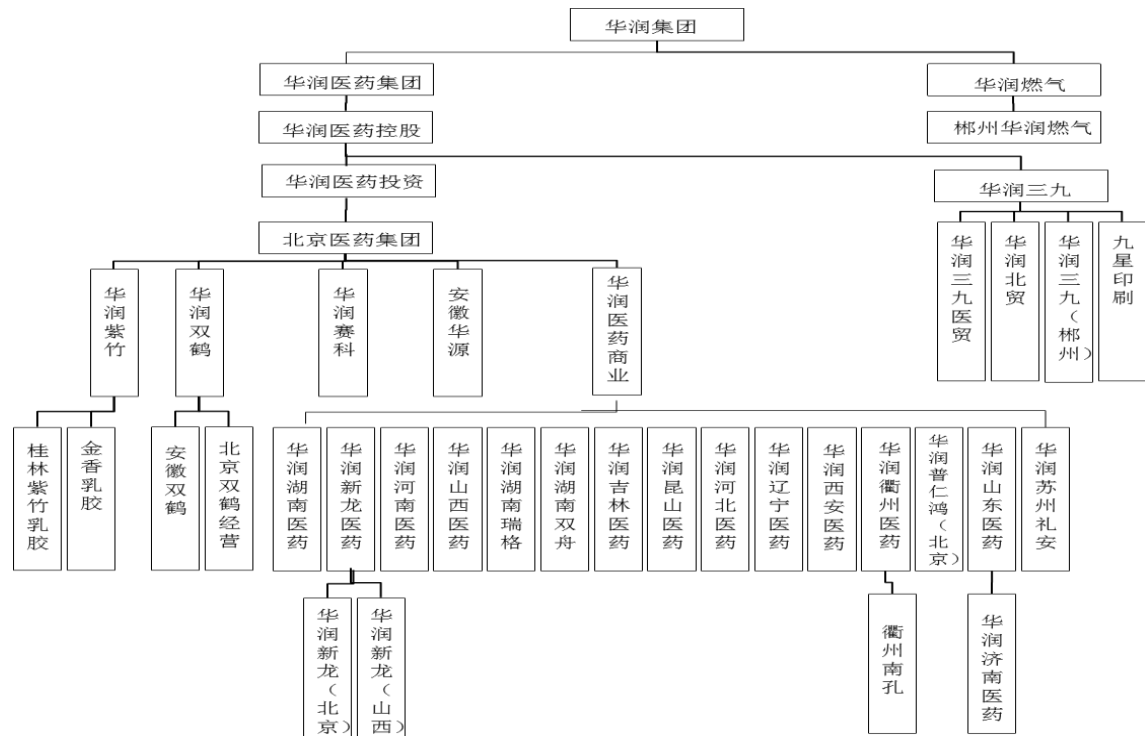 华润集团
华润医药集团
华润燃气
华润医药控股
郴州华润燃气
华润医药投资
华润三九
北京医药集团
华润紫竹
华润双鹤
华润赛科
安徽华源
华润医药商业
华润三九医贸
华润北贸
华润三九（郴州）
九星印刷
桂林紫竹乳胶
金香乳胶
安徽双鹤
北京双鹤经营
华润湖南医药
华润新龙医药
华润河南医药
华润山西医药
华润湖南瑞格
华润湖南双舟
华润吉林医药
华润昆山医药
华润河北医药
华润辽宁医药
华润西安医药
华润衢州医药
华润普仁鸿（北京）
华润山东医药
华润苏州礼安
华润新龙（北京）
华润新龙（山西）
衢州南孔
华润济南医药